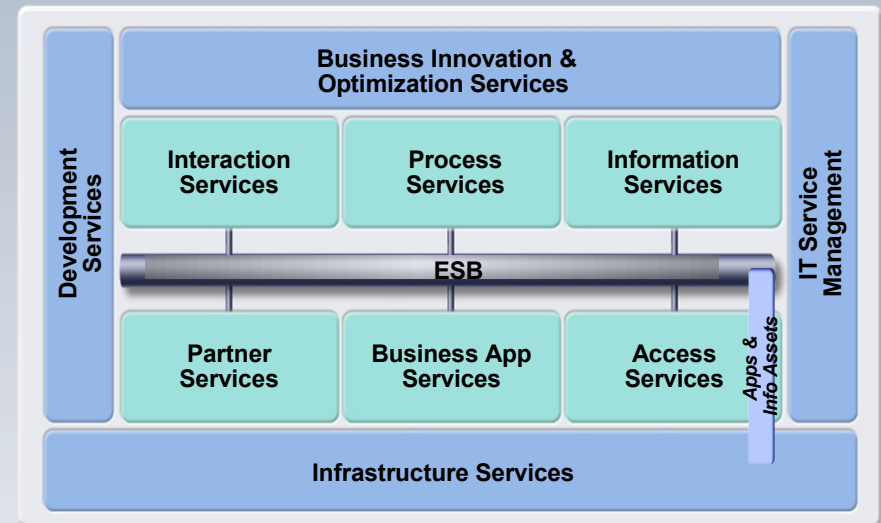 Business Innovation &
Optimization Services
Development
Services
Interaction
Services
Process
Services
Information
Services
IT Service
Management
ESB
Partner
Services
Business App
Services
Access
Services
Apps &
Info Assets
Infrastructure Services